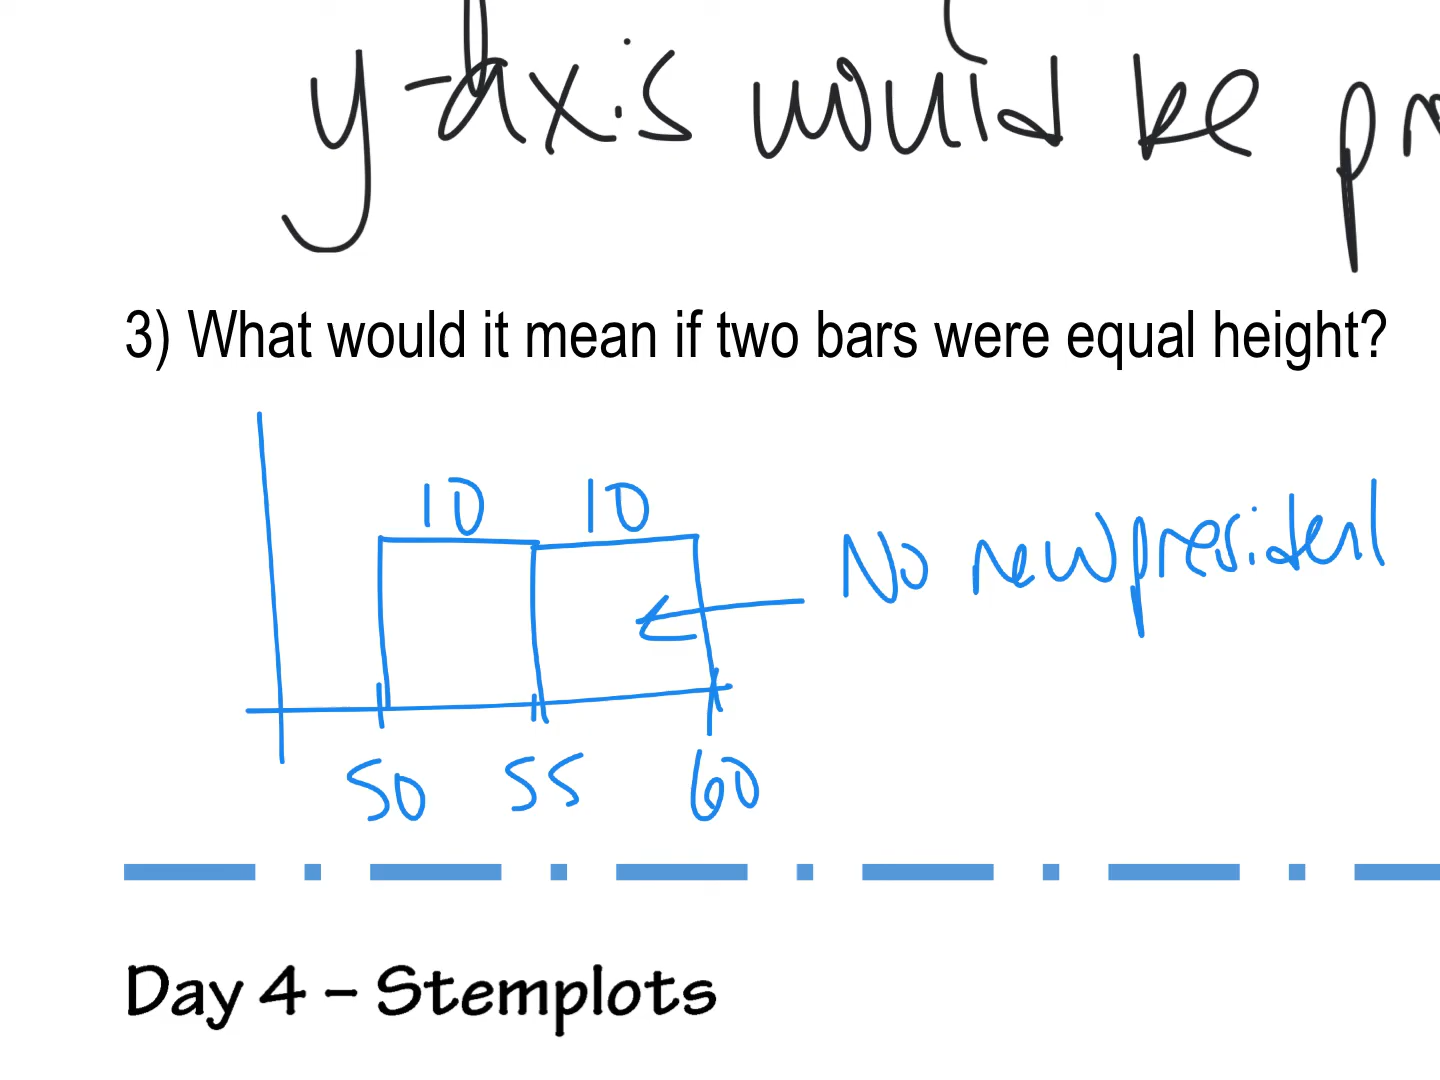 y-axis would be
3) What would it mean if two bars were equal height?
10 10
No new president
50 55 60
Day 4 – Stemplots